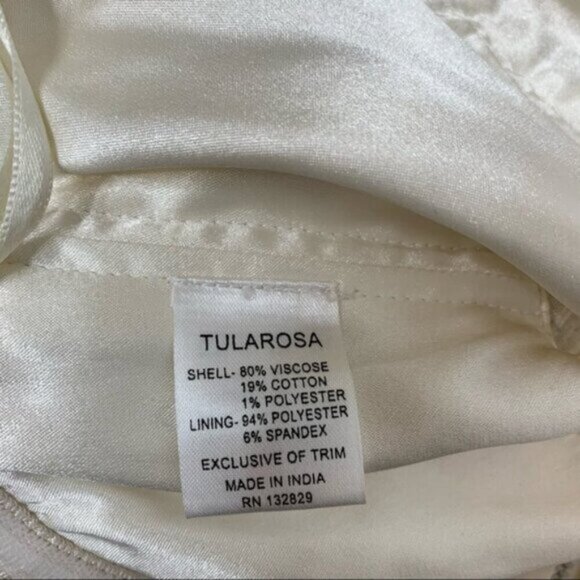 TULAROSA
SHELL- 80% VISCOSE
19% COTTON
1% POLYESTER
LINING- 94% POLYESTER
6% SPANDEX
EXCLUSIVE OF TRIM
MADE IN INDIA
RN 132829